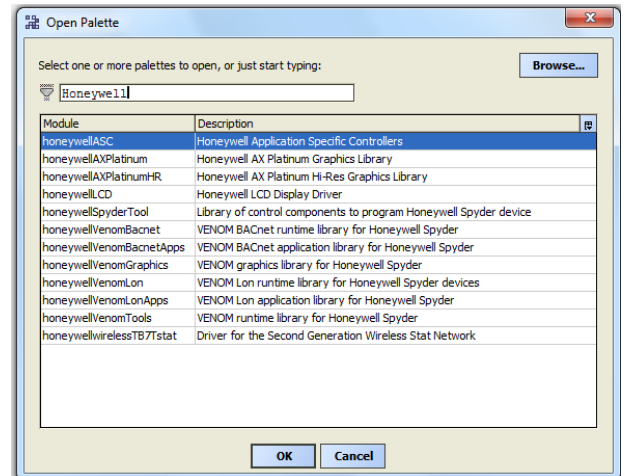 Open Palette
Select one or more palettes to open, or just start typing:
Browse...
Honeywell
Module Description
honeywellASC Honeywell Application Specific Controllers
honeywellAXPlatinum Honeywell AX Platinum Graphics Library
honeywellAXPlatinumHR Honeywell AX Platinum Hi-Res Graphics Library
honeywellLCD Honeywell LCD Display Driver
honeywellSpyderTool Library of control components to program Honeywell Spyder device
honeywellVenomBacnet VENOM BACnet runtime library for Honeywell Spyder
honeywellVenomBacnetApps VENOM BACnet application library for Honeywell Spyder
honeywellVenomGraphics VENOM graphics library for Honeywell Spyder
honeywellVenomLon VENOM Lon runtime library for Honeywell Spyder devices
honeywellVenomLonApps VENOM Lon application library for Honeywell Spyder
honeywellVenomTools VENOM runtime library for Honeywell Spyder
honeywellwirelessTB7Tstat Driver for the Second Generation Wireless Stat Network
OK Cancel